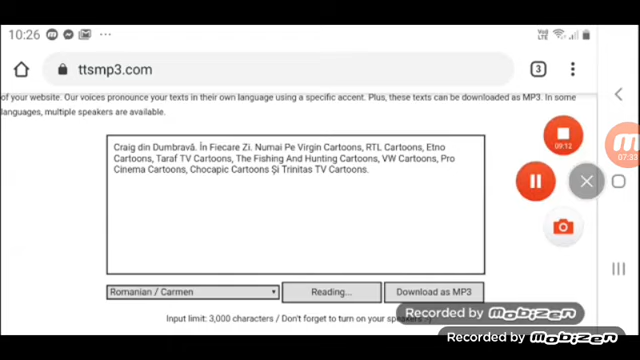 10:26
Vo)
LTE
ttsmp3.com
3
of your website. Our voices pronounce your texts in their own language using a specific accent. Plus, these texts can be downloaded as MP3. In some
languages, multiple speakers are available.
Craig din Dumbravă. În Fiecare Zi. Numai Pe Virgin Cartoons, RTL Cartoons, Etno
Cartoons, Taraf TV Cartoons, The Fishing And Hunting Cartoons, VW Cartoons, Pro
Cinema Cartoons, Chocapic Cartoons Și Trinitas TV Cartoons.
09:12
07:33
Romanian / Carmen
Reading...
Download as MP3
Input limit: 3,000 characters / Don't forget to turn on your speakers :-)
Recorded by mobizen
Recorded by mobizen